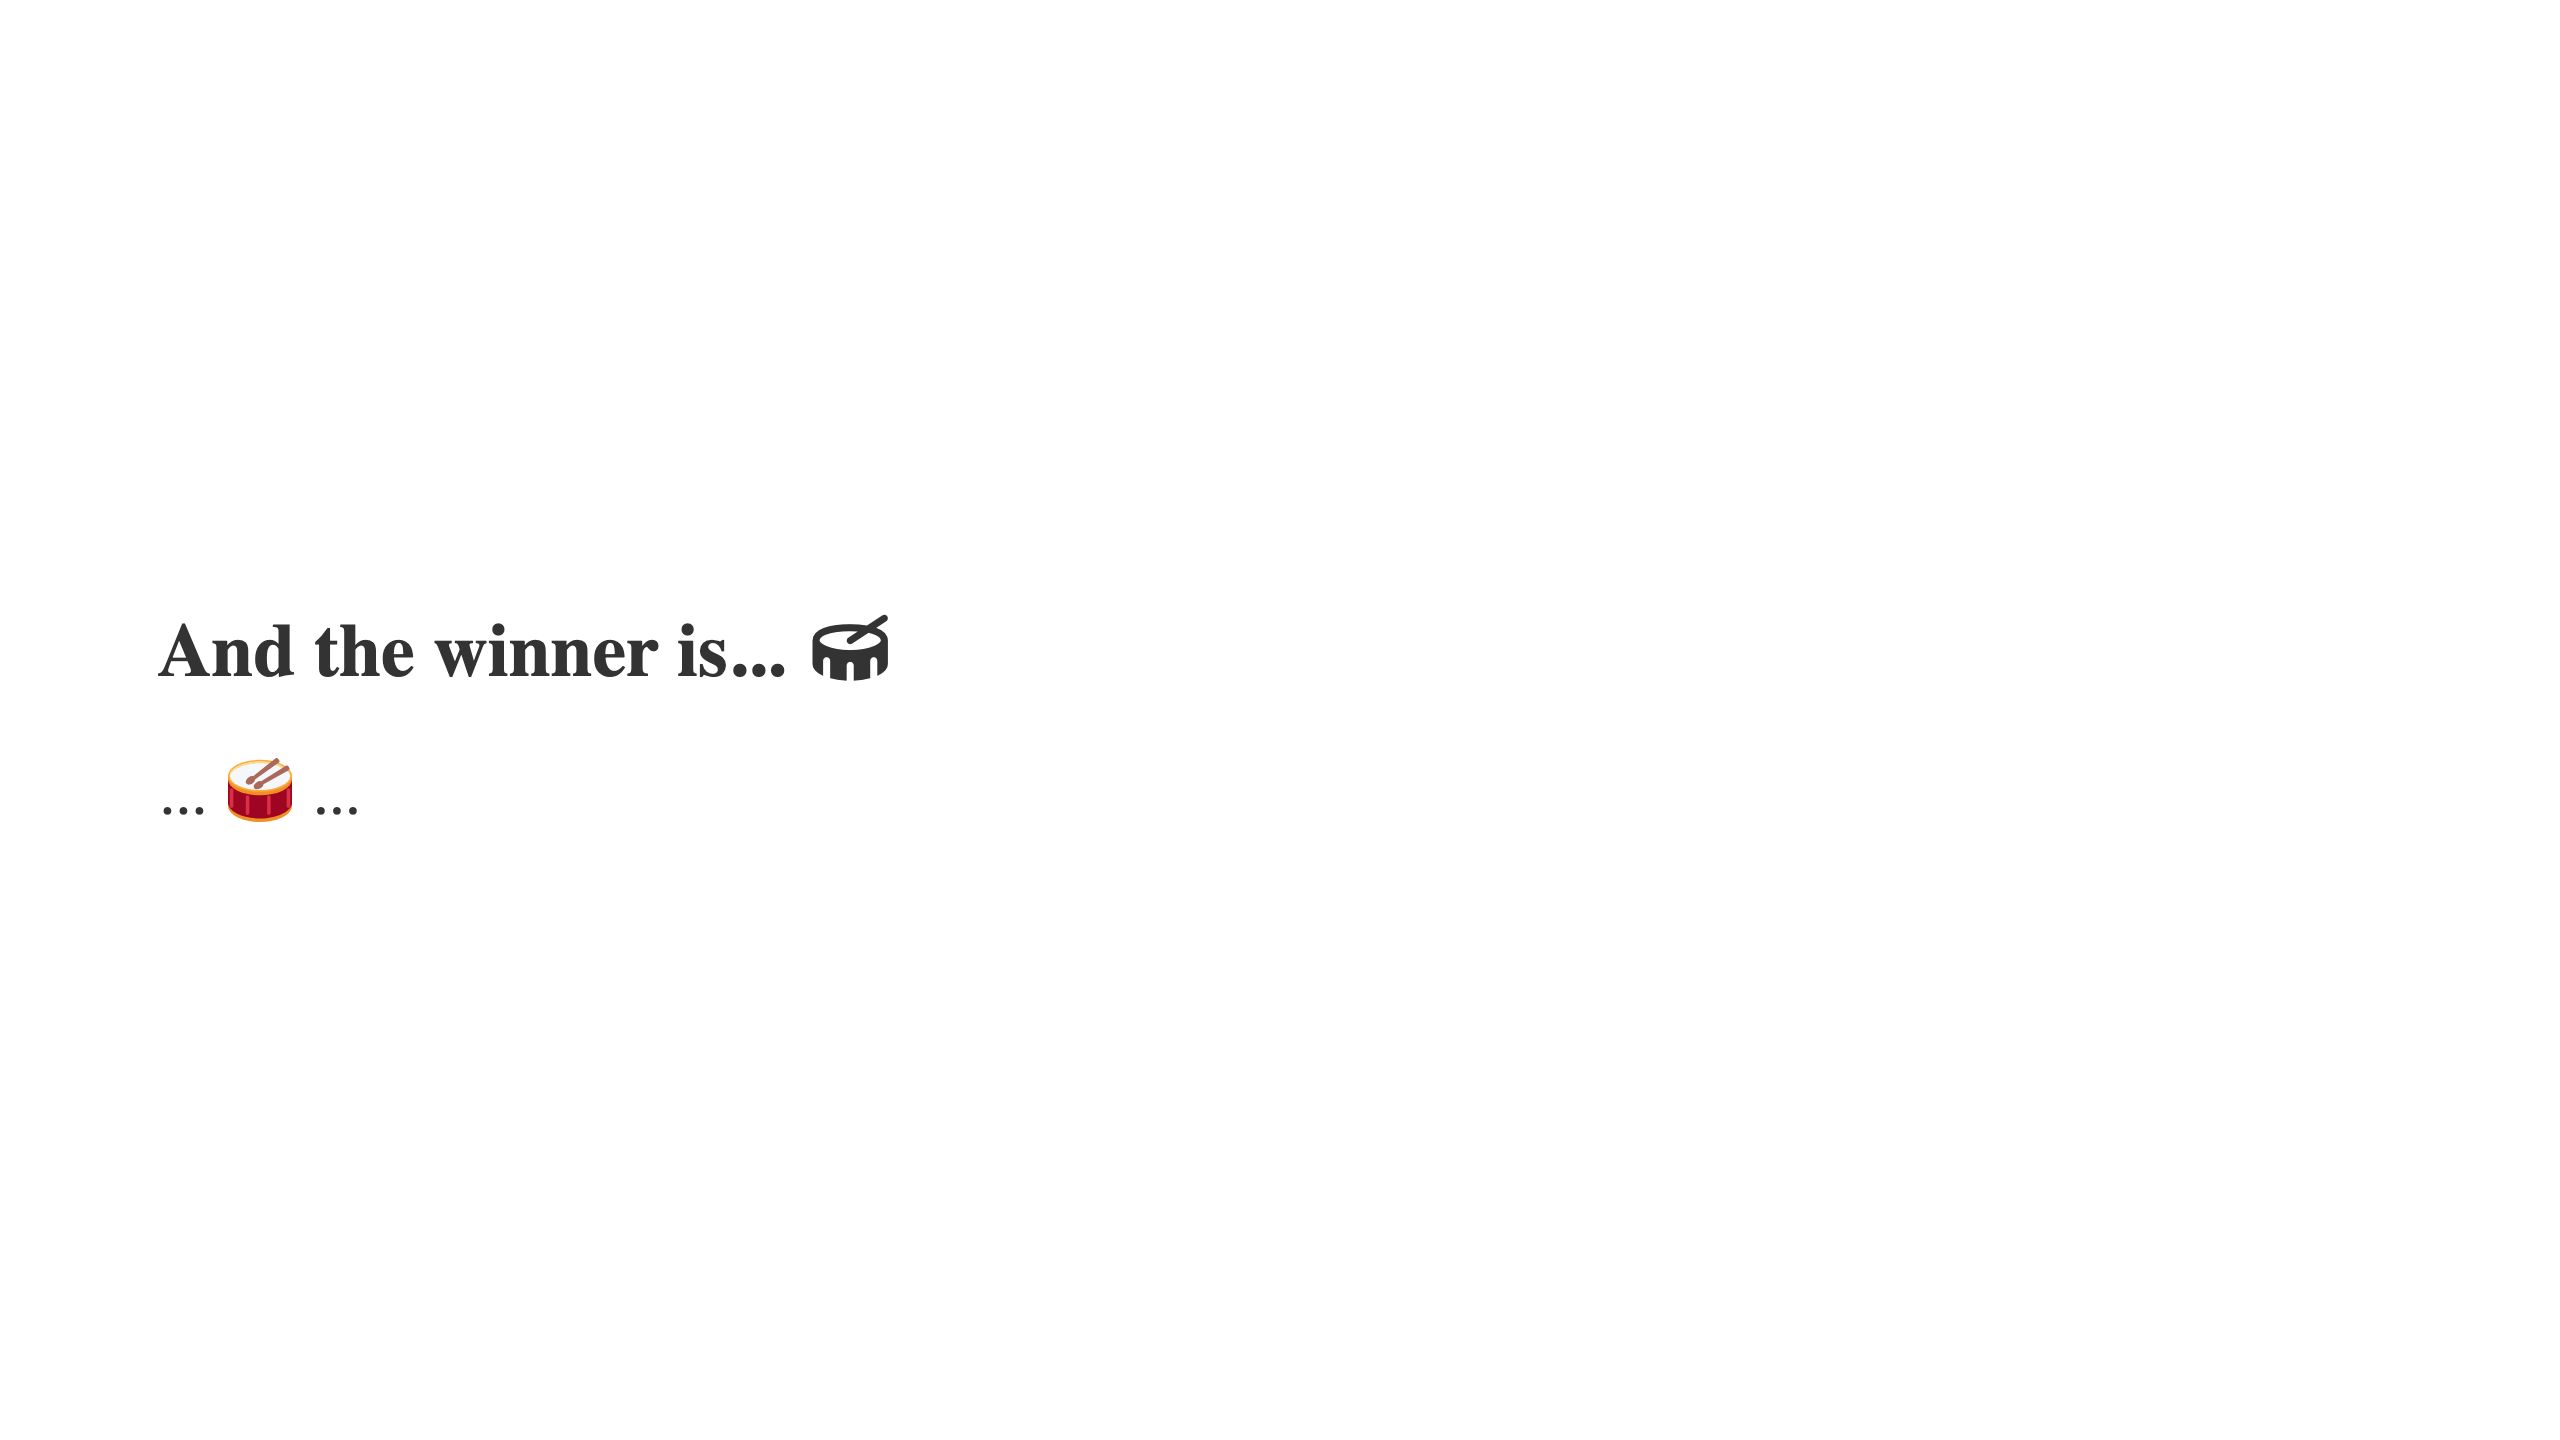 And the winner is... 🥁
... 🥁 ...